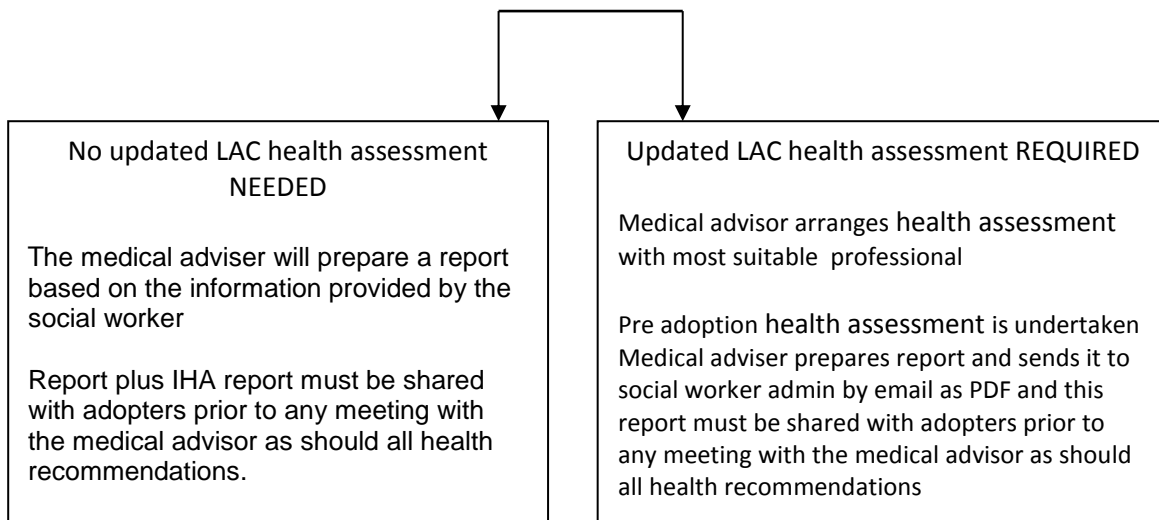 No updated LAC health assessment
NEEDED
The medical adviser will prepare a report
based on the information provided by the
social worker
Report plus IHA report must be shared
with adopters prior to any meeting with
the medical advisor as should all health
recommendations.
Updated LAC health assessment REQUIRED
Medical advisor arranges health assessment
with most suitable professional
Pre adoption health assessment is undertaken
Medical adviser prepares report and sends it to
social worker admin by email as PDF and this
report must be shared with adopters prior to
any meeting with the medical advisor as should
all health recommendations